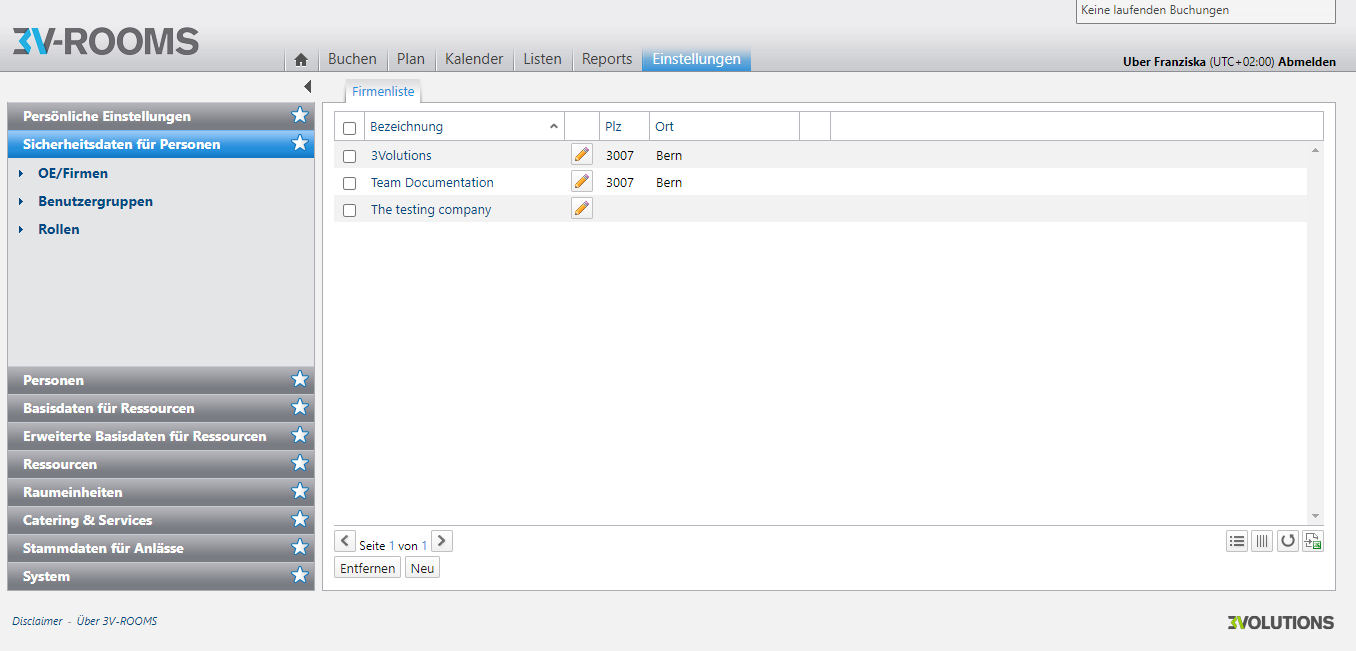 Keine laufenden Buchungen
3V-ROOMS
Buchen Plan Kalender Listen Reports Einstellungen
Uber Franziska (UTC+02:00) Abmelden
Firmenliste
Persönliche Einstellungen
Sicherheitsdaten für Personen
OE/Firmen
Benutzergruppen
Rollen
Personen
Basisdaten für Ressourcen
Erweiterte Basisdaten für Ressourcen
Ressourcen
Raumeinheiten
Catering & Services
Stammdaten für Anlässe
System
Bezeichnung Plz Ort
3Volutions 3007 Bern
Team Documentation 3007 Bern
The testing company
Seite 1 von 1
Entfernen Neu
Disclaimer - Über 3V-ROOMS
3VOLUTIONS